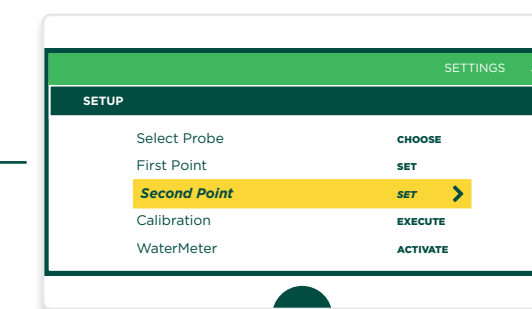 SETTINGS
SETUP
Select Probe CHOOSE
First Point SET
Second Point SET
Calibration EXECUTE
WaterMeter ACTIVATE